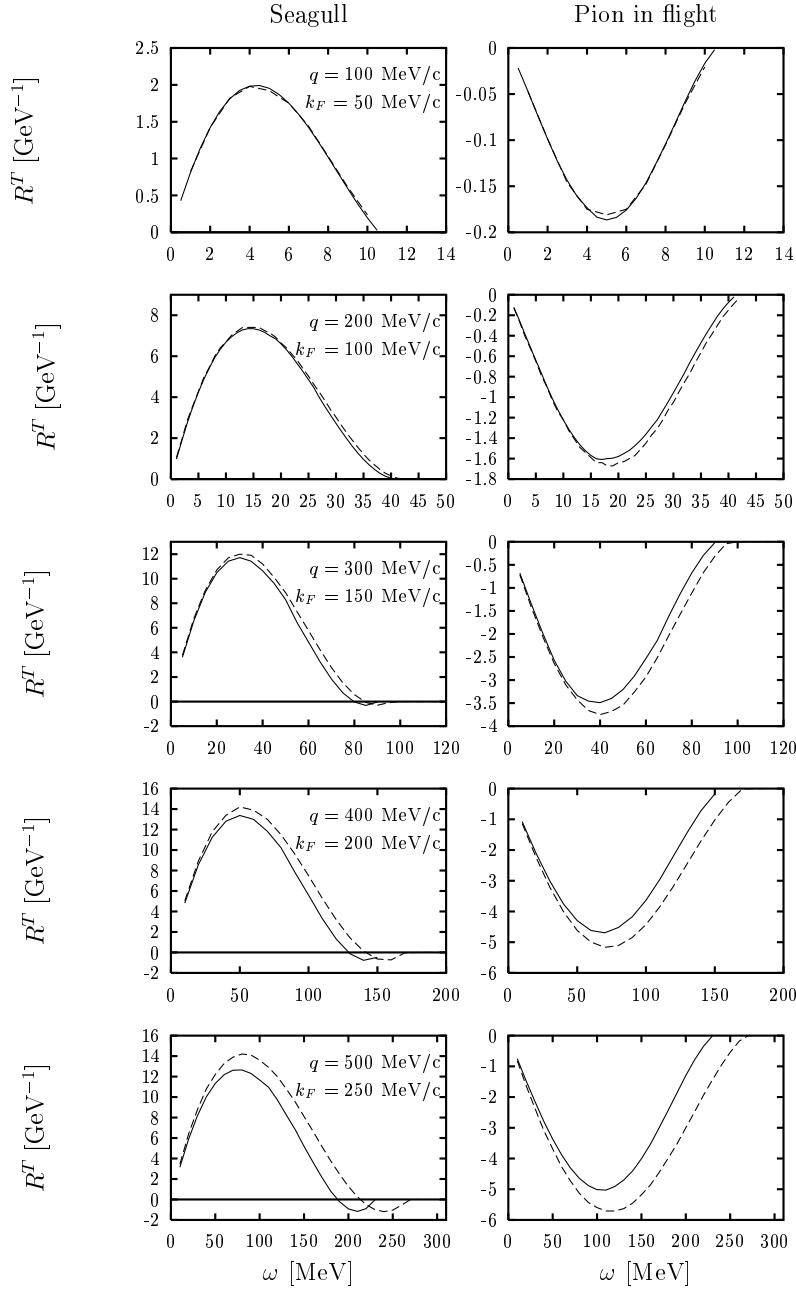 Seagull Pion in flight
R^T [GeV^−1]
2.5
2
1.5
1
0.5
0
q = 100 MeV/c
k_F = 50 MeV/c
0 2 4 6 8 10 12 14
0
-0.05
-0.1
-0.15
-0.2
0 2 4 6 8 10 12 14
R^T [GeV^−1]
8
6
4
2
0
q = 200 MeV/c
k_F = 100 MeV/c
0 5 10 15 20 25 30 35 40 45 50
0
-0.2
-0.4
-0.6
-0.8
-1
-1.2
-1.4
-1.6
-1.8
0 5 10 15 20 25 30 35 40 45 50
R^T [GeV^−1]
12
10
8
6
4
2
0
-2
q = 300 MeV/c
k_F = 150 MeV/c
0 20 40 60 80 100 120
0
-0.5
-1
-1.5
-2
-2.5
-3
-3.5
-4
0 20 40 60 80 100 120
R^T [GeV^−1]
16
14
12
10
8
6
4
2
0
-2
q = 400 MeV/c
k_F = 200 MeV/c
0 50 100 150 200
0
-1
-2
-3
-4
-5
-6
0 50 100 150 200
R^T [GeV^−1]
16
14
12
10
8
6
4
2
0
-2
q = 500 MeV/c
k_F = 250 MeV/c
0 50 100 150 200 250 300
0
-1
-2
-3
-4
-5
-6
0 50 100 150 200 250 300
ω [MeV] ω [MeV]